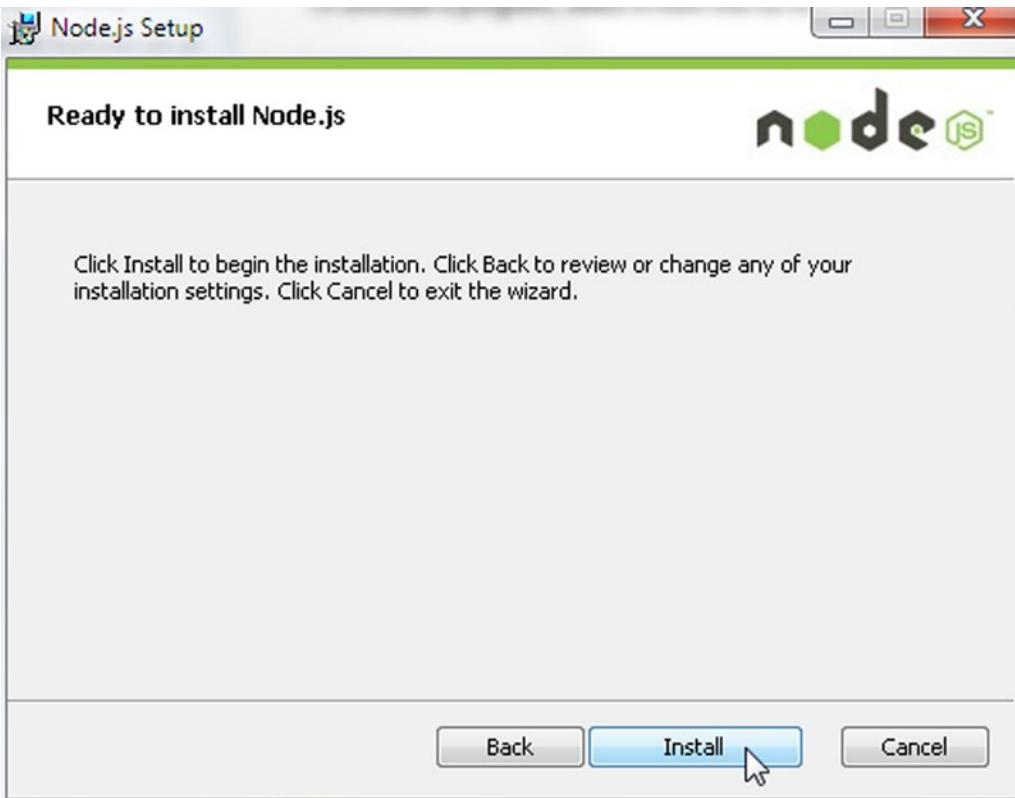 Node.js Setup
Ready to install Node.js
node JS™
Click Install to begin the installation. Click Back to review or change any of your
installation settings. Click Cancel to exit the wizard.
Back Install Cancel